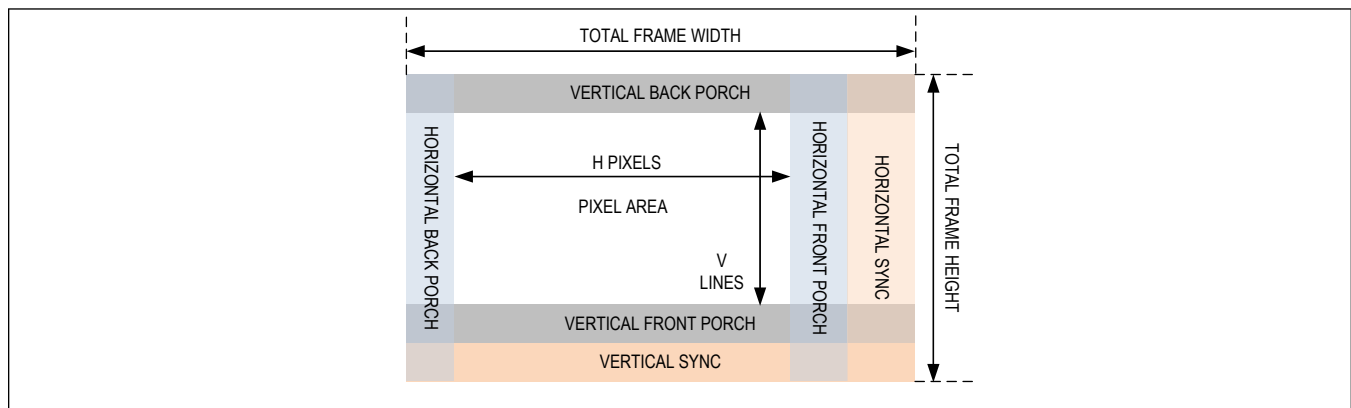 TOTAL FRAME WIDTH
VERTICAL BACK PORCH
HORIZONTAL BACK PORCH
H PIXELS
PIXEL AREA
V
LINES
HORIZONTAL FRONT PORCH
HORIZONTAL SYNC
TOTAL FRAME HEIGHT
VERTICAL FRONT PORCH
VERTICAL SYNC